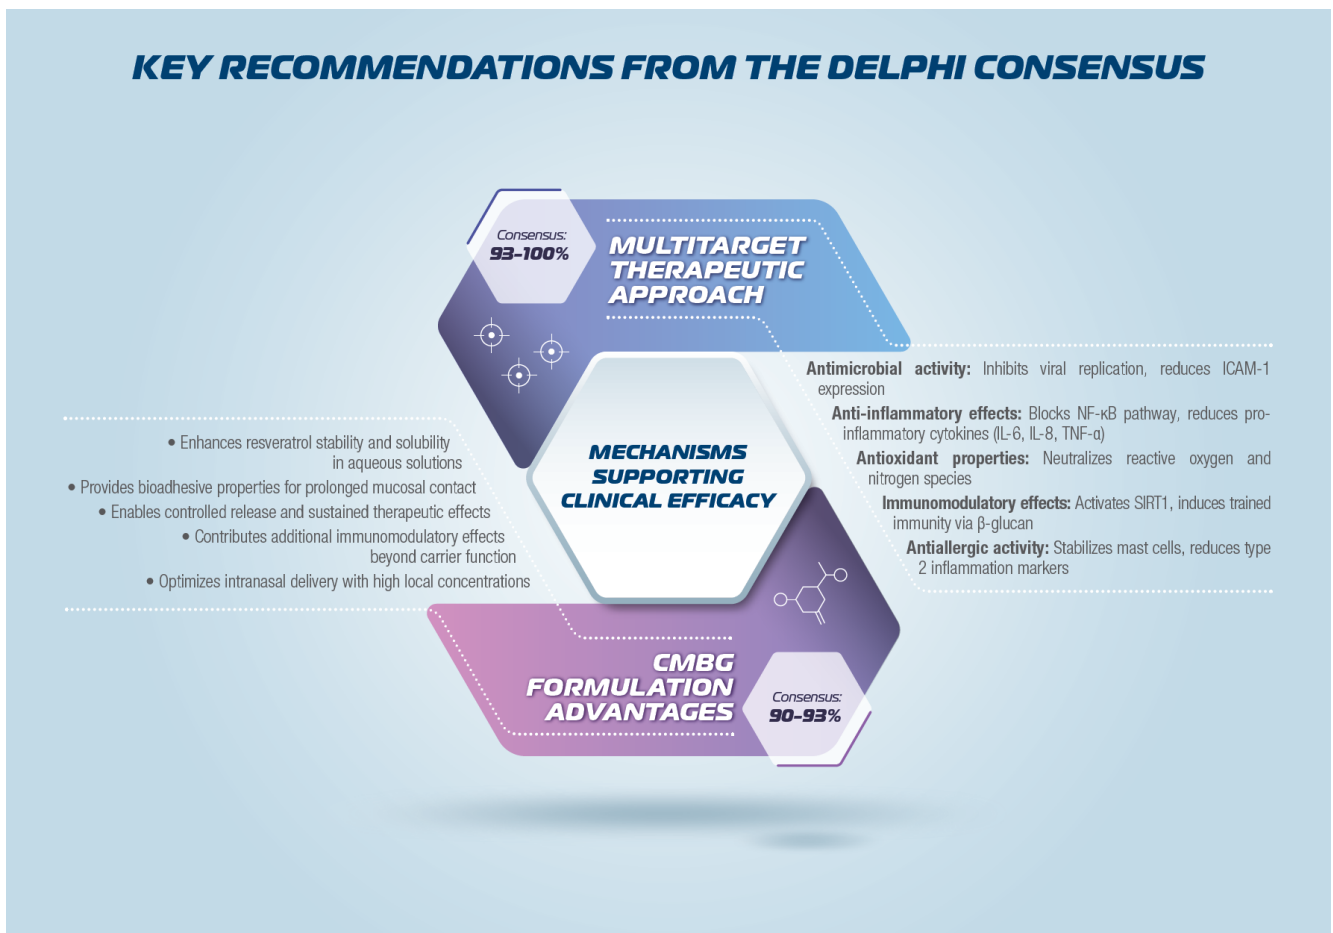 KEY RECOMMENDATIONS FROM THE DELPHI CONSENSUS
Consensus:
93-100%
MULTITARGET
THERAPEUTIC
APPROACH
Antimicrobial activity: Inhibits viral replication, reduces ICAM-1
expression
Anti-inflammatory effects: Blocks NF-κB pathway, reduces pro-
inflammatory cytokines (IL-6, IL-8, TNF-α)
Antioxidant properties: Neutralizes reactive oxygen and
nitrogen species
Immunomodulatory effects: Activates SIRT1, induces trained
immunity via β-glucan
Antiallergic activity: Stabilizes mast cells, reduces type
2 inflammation markers
MECHANISMS
SUPPORTING
CLINICAL EFFICACY
• Enhances resveratrol stability and solubility
in aqueous solutions
• Provides bioadhesive properties for prolonged mucosal contact
• Enables controlled release and sustained therapeutic effects
• Contributes additional immunomodulatory effects
beyond carrier function
• Optimizes intranasal delivery with high local concentrations
CMBG
FORMULATION
ADVANTAGES
Consensus:
90-93%